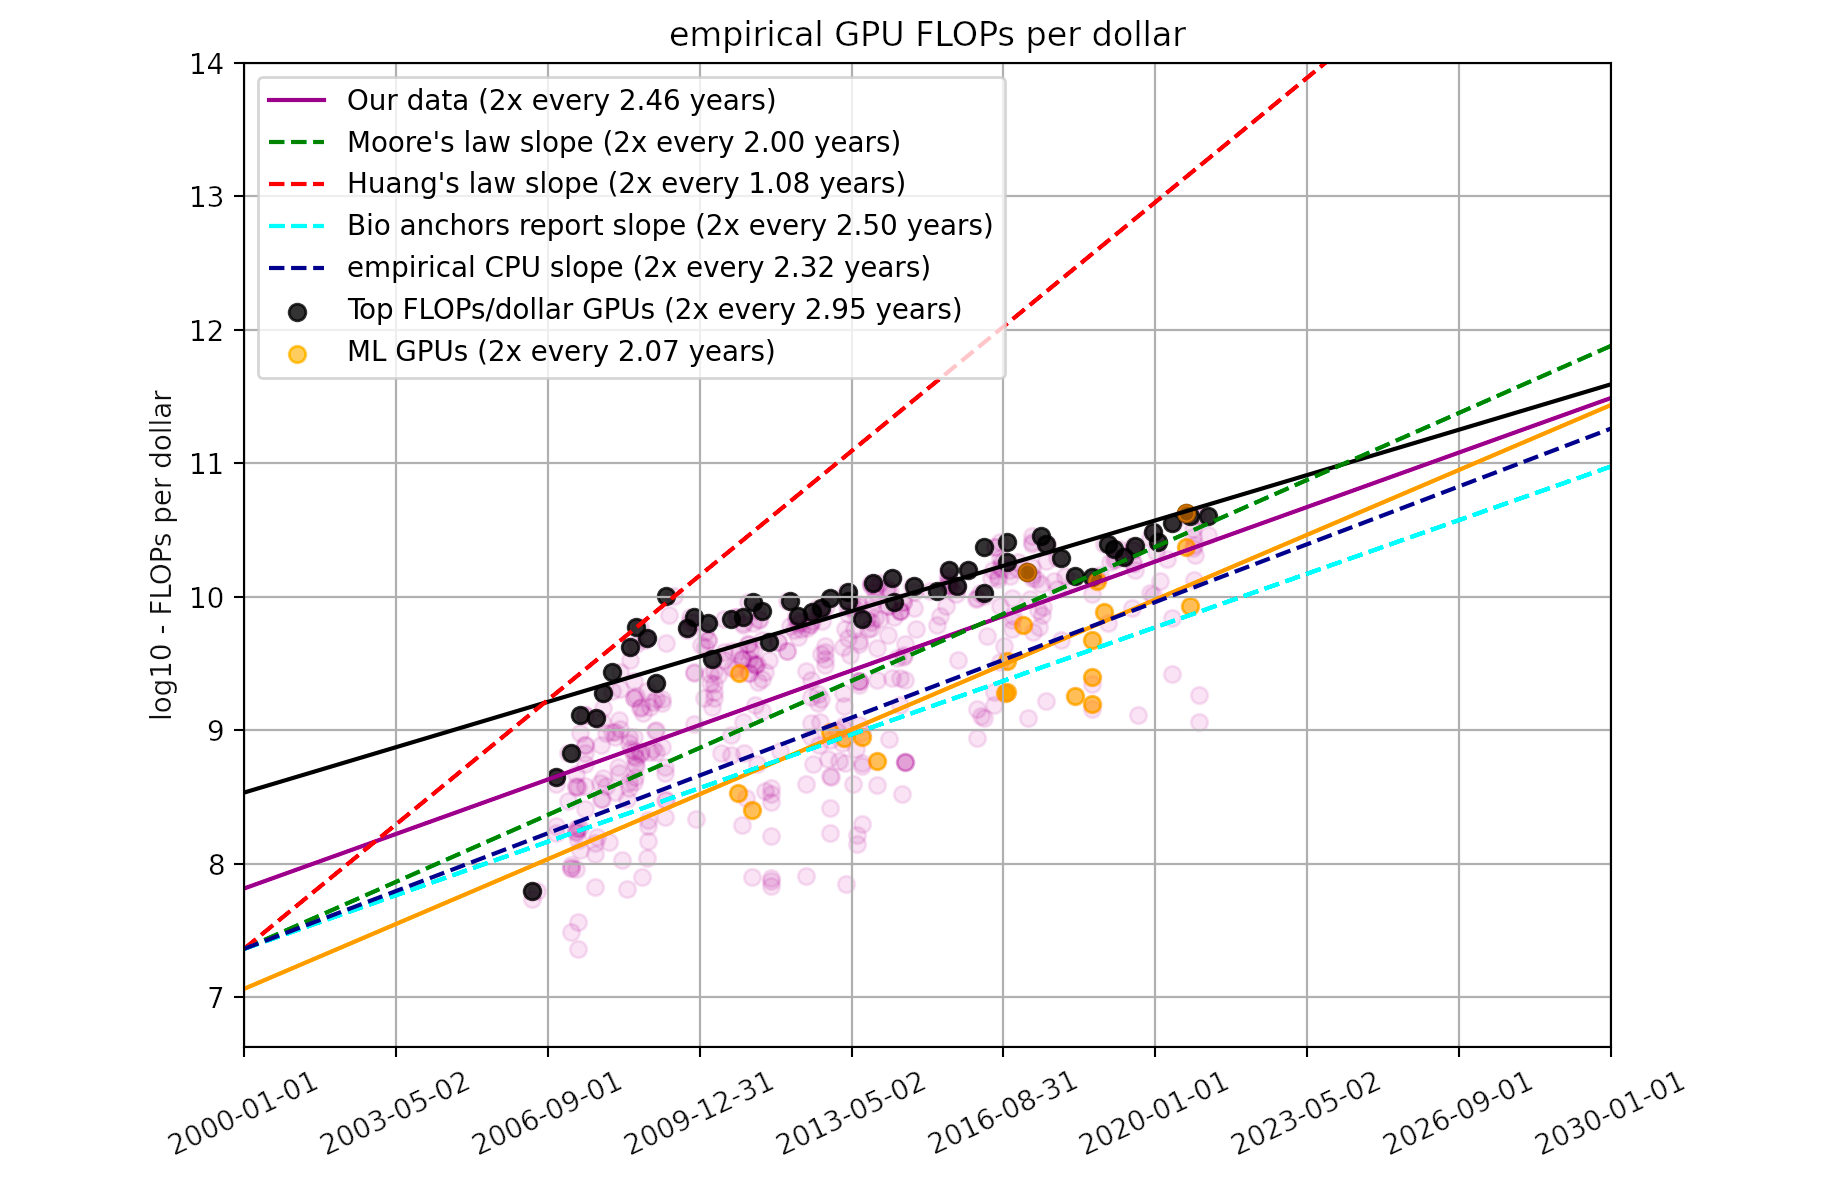 empirical GPU FLOPs per dollar
14
13
12
11
10
9
8
7
log10 - FLOPs per dollar
Our data (2x every 2.46 years)
Moore's law slope (2x every 2.00 years)
Huang's law slope (2x every 1.08 years)
Bio anchors report slope (2x every 2.50 years)
empirical CPU slope (2x every 2.32 years)
Top FLOPs/dollar GPUs (2x every 2.95 years)
ML GPUs (2x every 2.07 years)
2000-01-01
2003-05-02
2006-09-01
2009-12-31
2013-05-02
2016-08-31
2020-01-01
2023-05-02
2026-09-01
2030-01-01